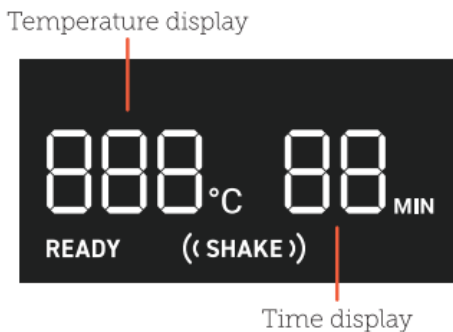 Temperature display
888°C 88 MIN
READY ((SHAKE))
Time display